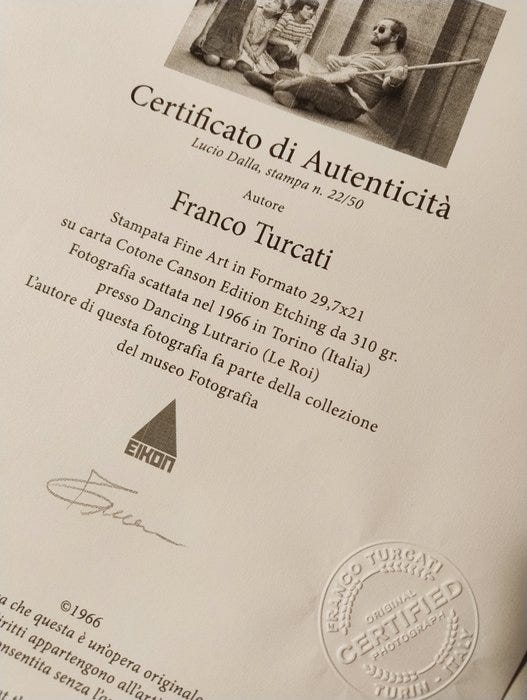 Certificato di Autenticità
Lucio Dalla, stampa n. 22/50
Autore
Franco Turcati
Stampata Fine Art in Formato 29,7x21
su carta Cotone Canson Edition Etching da 310 gr.
Fotografia scattata nel 1966 in Torino (Italia)
presso Dancing Lutrario (Le Roi)
L'autore di questa fotografia fa parte della collezione
del museo Fotografia
EIKON
©1966
che questa è un'opera originale
diritti appartengono all'arti
consentita senza l'a
FRANCO TURCATI
ORIGINAL
CERTIFIED
PHOTOGRAPH
TURIN - ITALY